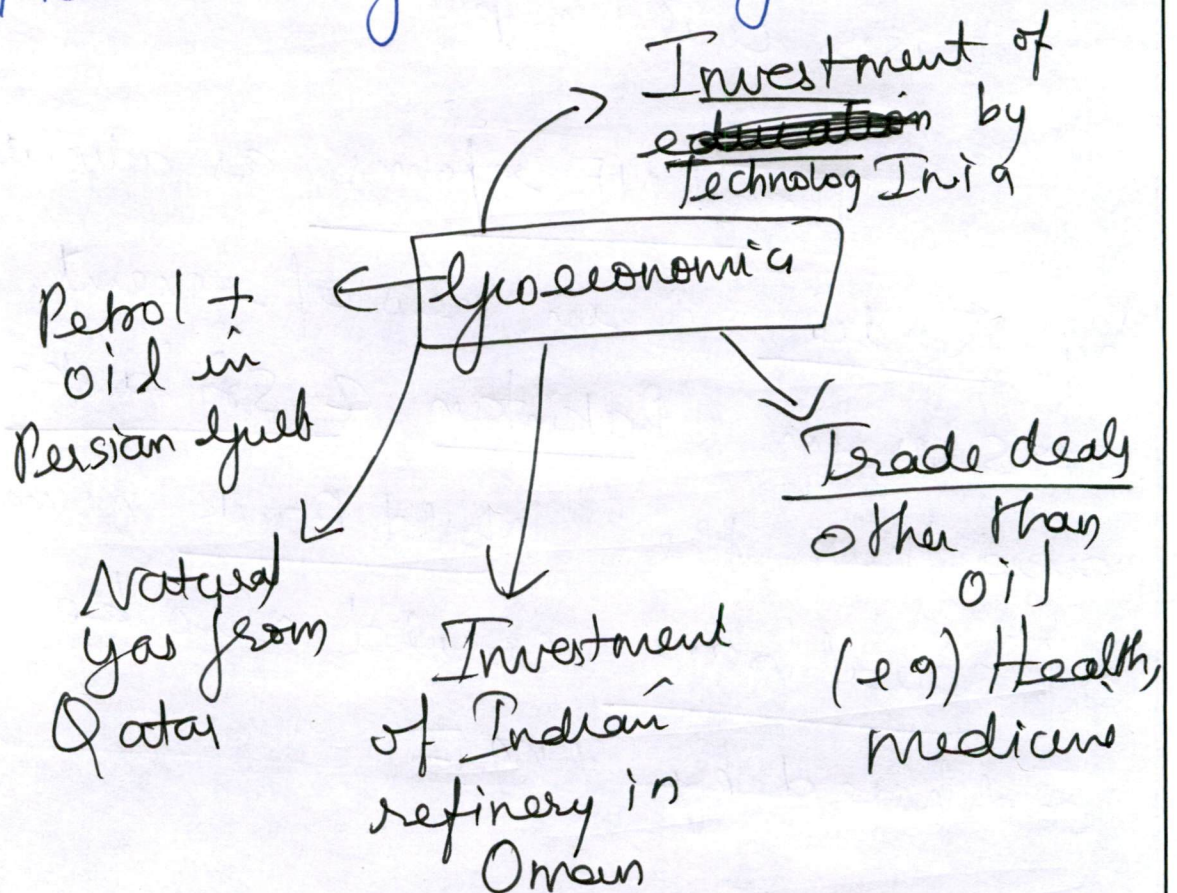 Investment of
education by
Technolog Inia
Geoeconomics
Petrol +
oil in
Persian Gulf
Natural
gas from
Qatar
Investment
of Indian
refinery in
Oman
Trade deals
other than
oil
(eg) Health,
medicine